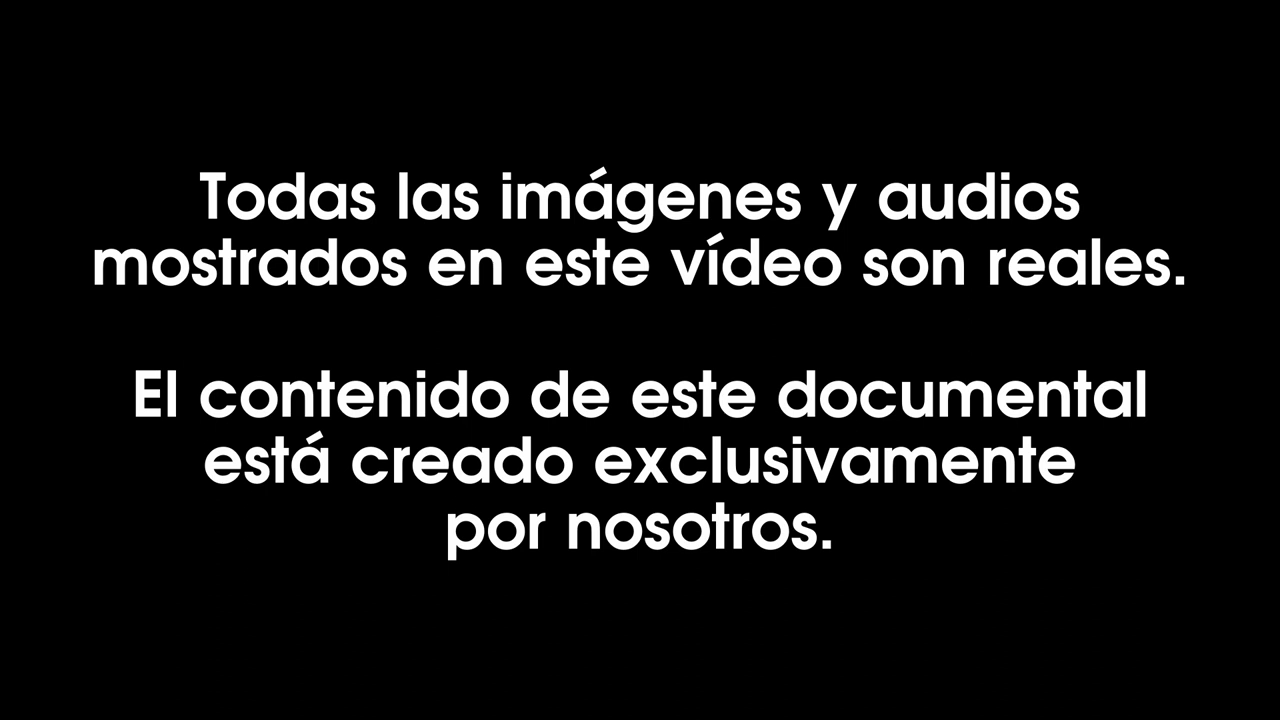 Todas las imágenes y audios
mostrados en este vídeo son reales.
El contenido de este documental
está creado exclusivamente
por nosotros.